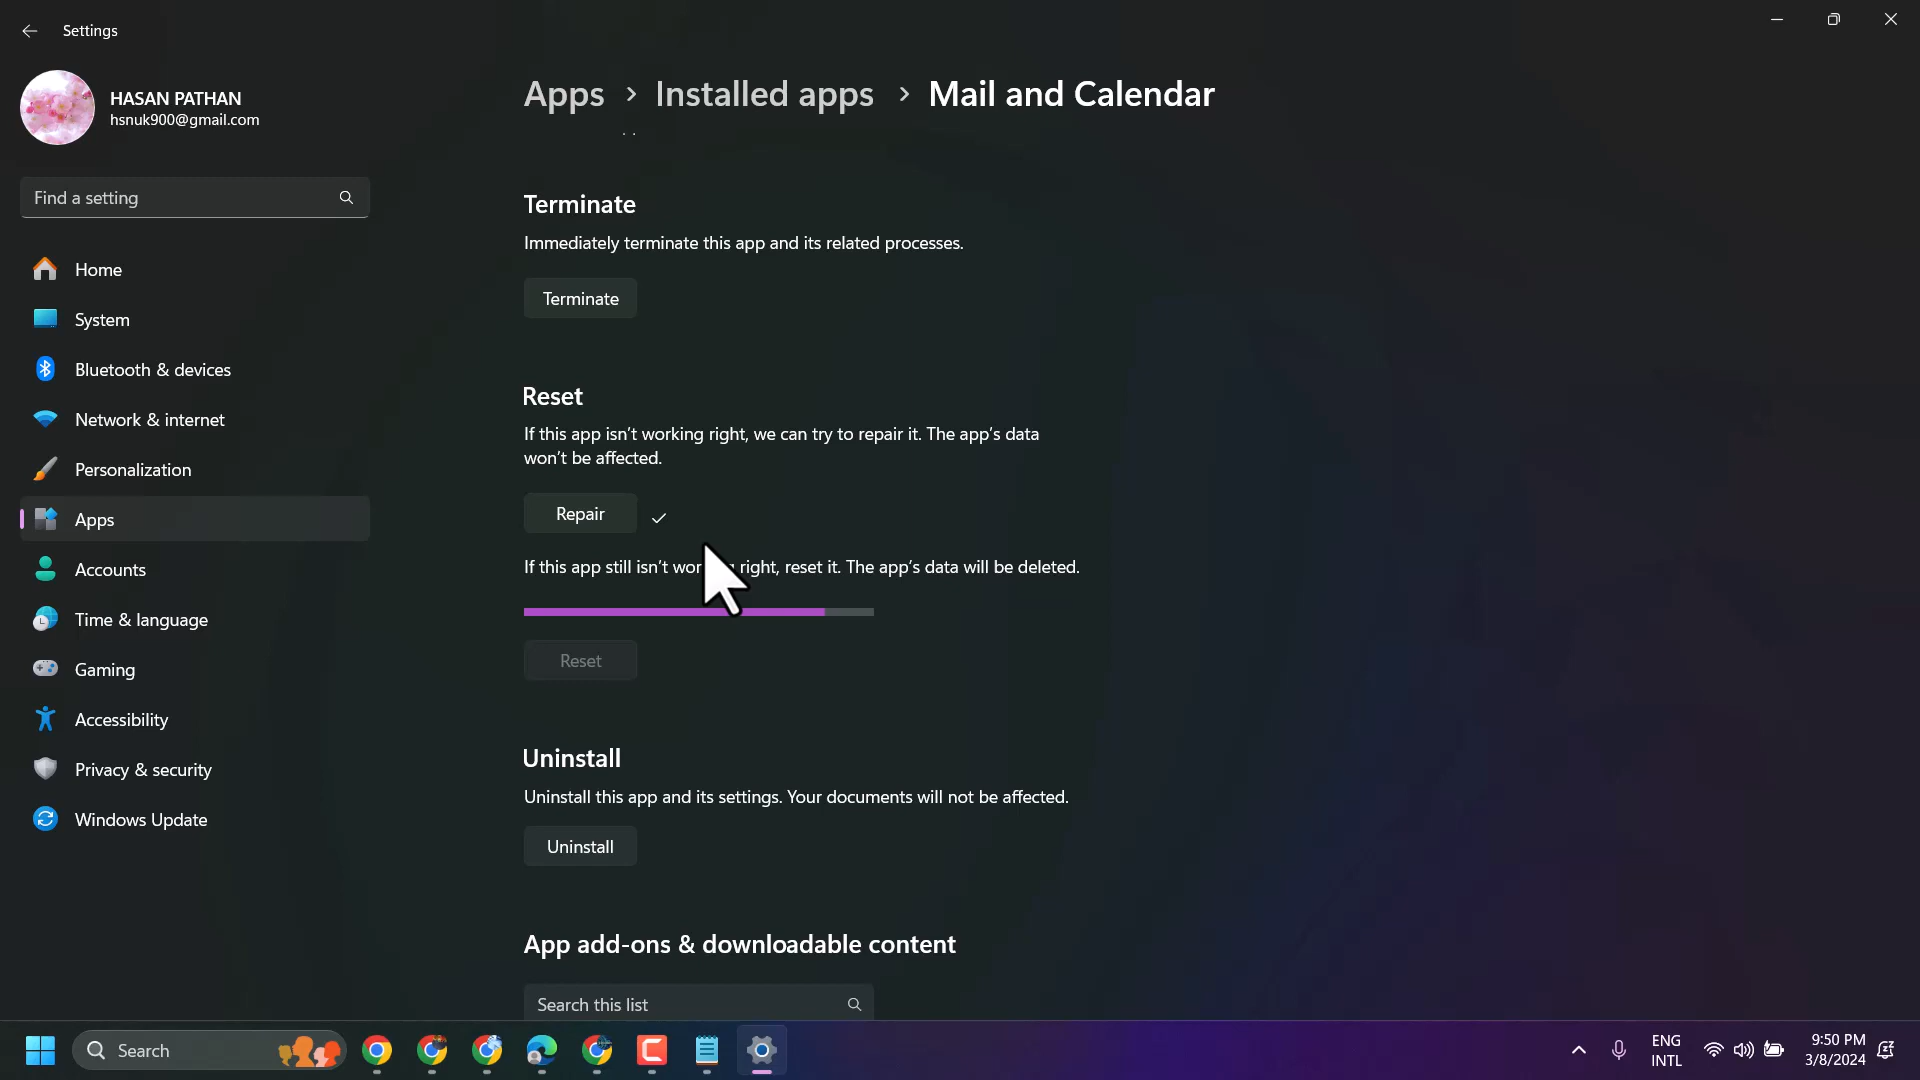 Settings
HASAN PATHAN
hsnuk900@gmail.com
Find a setting
Home
System
Bluetooth & devices
Network & internet
Personalization
Apps
Accounts
Time & language
Gaming
Accessibility
Privacy & security
Windows Update
Apps > Installed apps > Mail and Calendar
Terminate
Immediately terminate this app and its related processes.
Terminate
Reset
If this app isn't working right, we can try to repair it. The app's data
won't be affected.
Repair
If this app still isn't wor g right, reset it. The app's data will be deleted.
Reset
Uninstall
Uninstall this app and its settings. Your documents will not be affected.
Uninstall
App add-ons & downloadable content
Search this list
Search
ENG
INTL
9:50 PM
3/8/2024